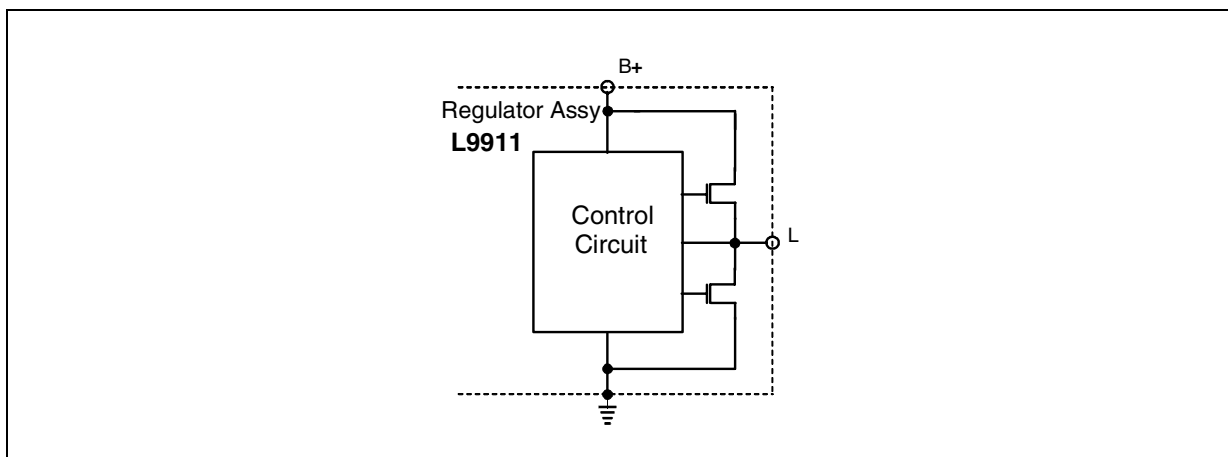 B+
Regulator Assy
L9911
Control
Circuit
L